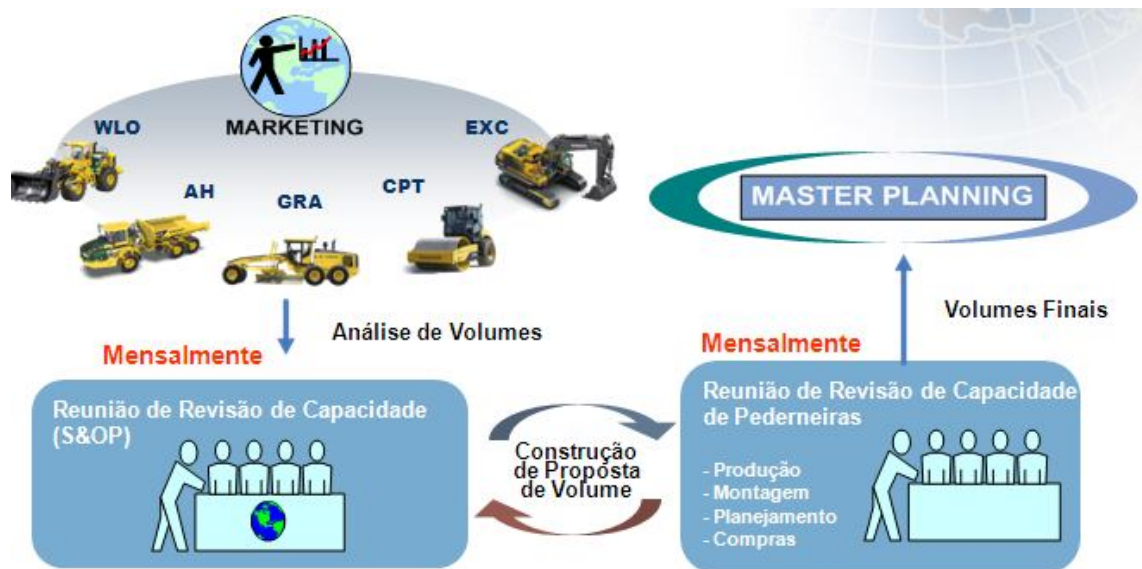 MARKETING
WLO
EXC
AH
GRA
CPT
MASTER PLANNING
Análise de Volumes
Volumes Finais
Mensalmente
Mensalmente
Reunião de Revisão de Capacidade
(S&OP)
Construção
de Proposta
de Volume
Reunião de Revisão de Capacidade
de Pederneiras
- Produção
- Montagem
- Planejamento
- Compras